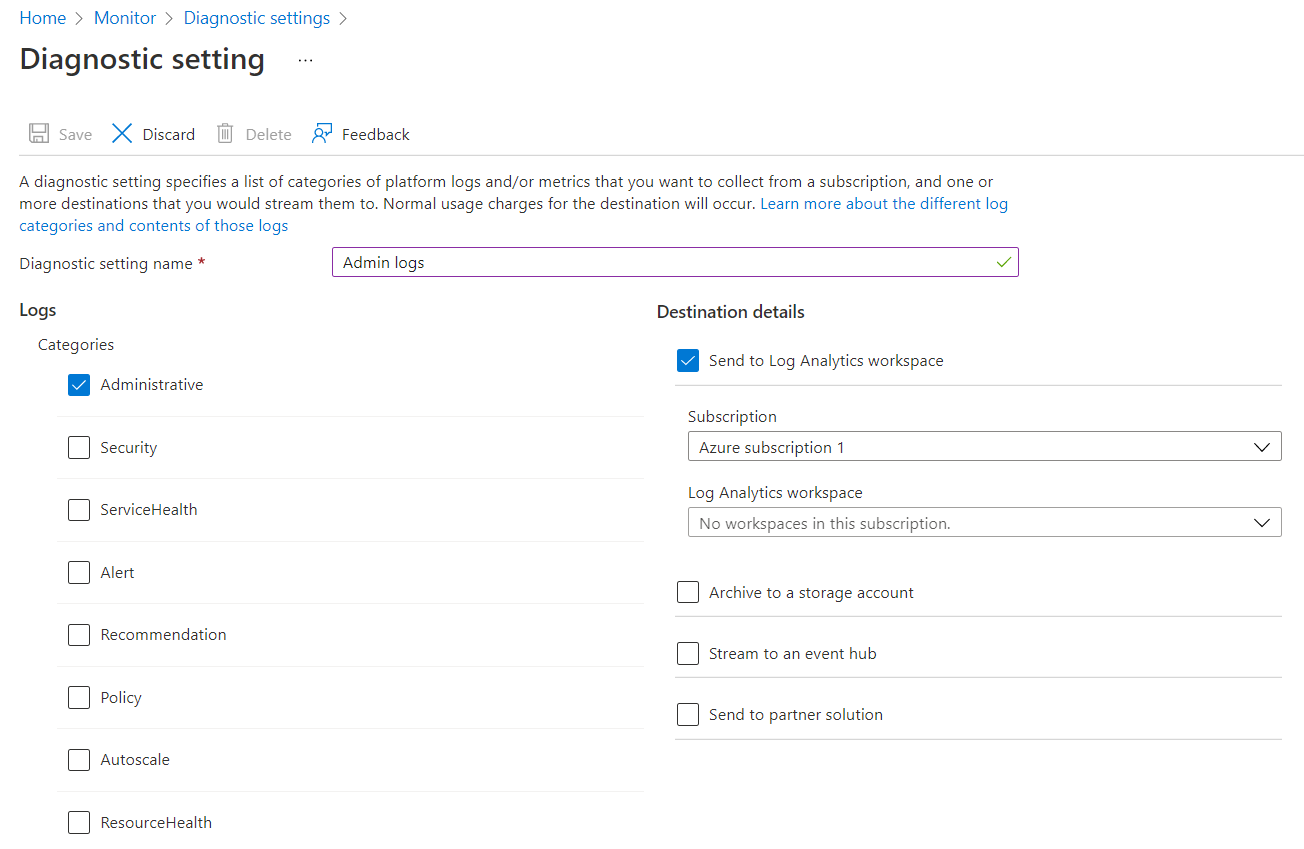 Home > Monitor > Diagnostic settings >
Diagnostic setting ...
Save Discard Delete Feedback
A diagnostic setting specifies a list of categories of platform logs and/or metrics that you want to collect from a subscription, and one or
more destinations that you would stream them to. Normal usage charges for the destination will occur. Learn more about the different log
categories and contents of those logs
Diagnostic setting name * Admin logs
Logs
Categories
Administrative
Security
ServiceHealth
Alert
Recommendation
Policy
Autoscale
ResourceHealth
Destination details
Send to Log Analytics workspace
Subscription
Azure subscription 1
Log Analytics workspace
No workspaces in this subscription.
Archive to a storage account
Stream to an event hub
Send to partner solution